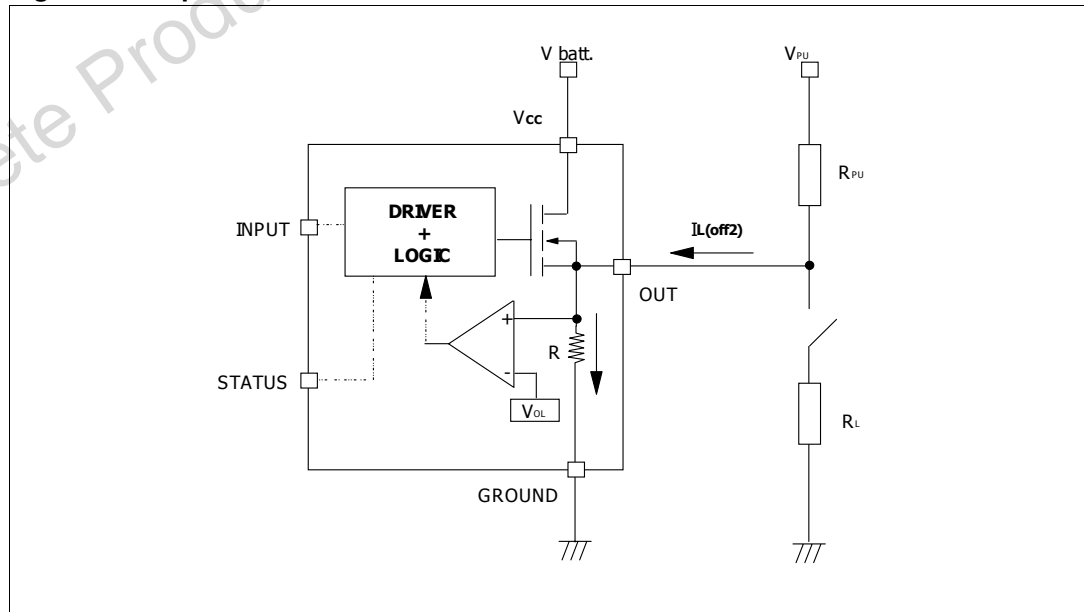 V batt.
VPU
Vcc
RPU
DRIVER
+
LOGIC
INPUT
IL(off2)
OUT
+
R
-
STATUS
VOL
RL
GROUND